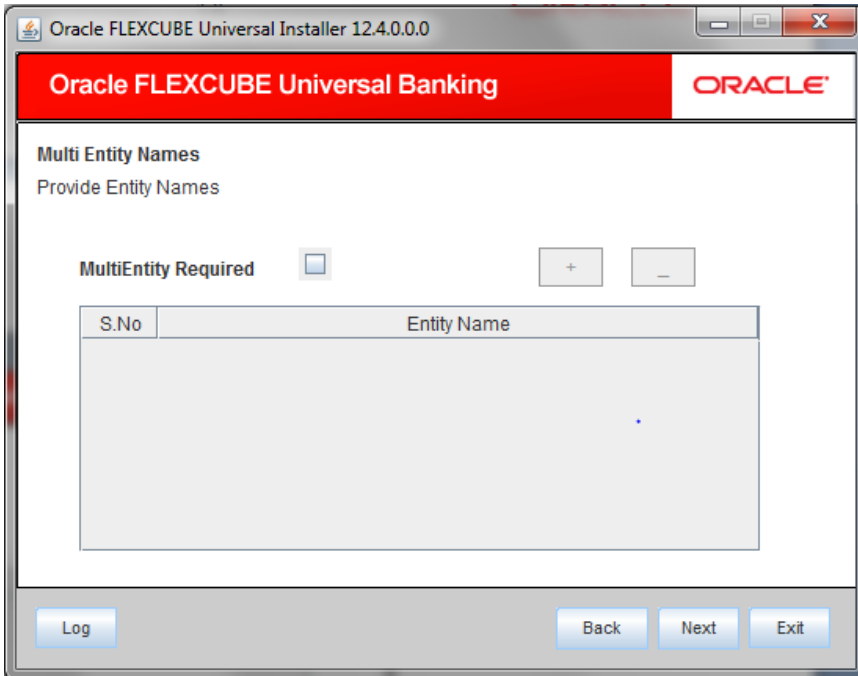 Oracle FLEXCUBE Universal Installer 12.4.0.0.0
Oracle FLEXCUBE Universal Banking
ORACLE
Multi Entity Names
Provide Entity Names
MultiEntity Required + _
S.No Entity Name
Log Back Next Exit